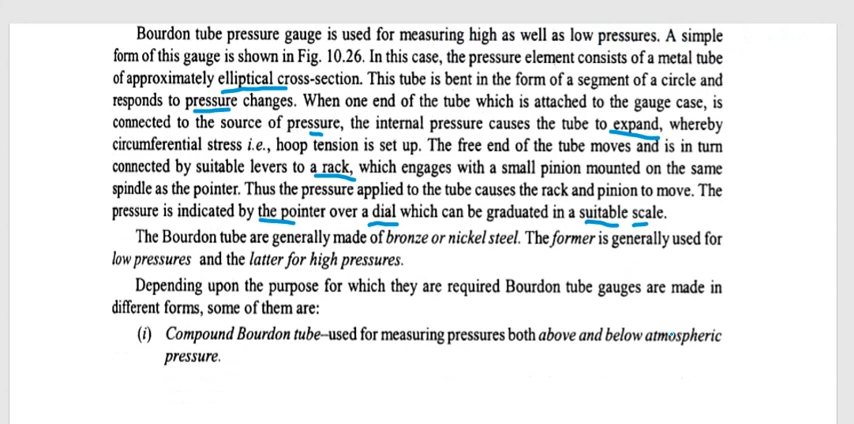 Bourdon tube pressure gauge is used for measuring high as well as low pressures. A simple
form of this gauge is shown in Fig. 10.26. In this case, the pressure element consists of a metal tube
of approximately elliptical cross-section. This tube is bent in the form of a segment of a circle and
responds to pressure changes. When one end of the tube which is attached to the gauge case, is
connected to the source of pressure, the internal pressure causes the tube to expand, whereby
circumferential stress i.e., hoop tension is set up. The free end of the tube moves and is in turn
connected by suitable levers to a rack, which engages with a small pinion mounted on the same
spindle as the pointer. Thus the pressure applied to the tube causes the rack and pinion to move. The
pressure is indicated by the pointer over a dial which can be graduated in a suitable scale.
The Bourdon tube are generally made of bronze or nickel steel. The former is generally used for
low pressures and the latter for high pressures.
Depending upon the purpose for which they are required Bourdon tube gauges are made in
different forms, some of them are:
(i) Compound Bourdon tube–used for measuring pressures both above and below atmospheric
pressure.